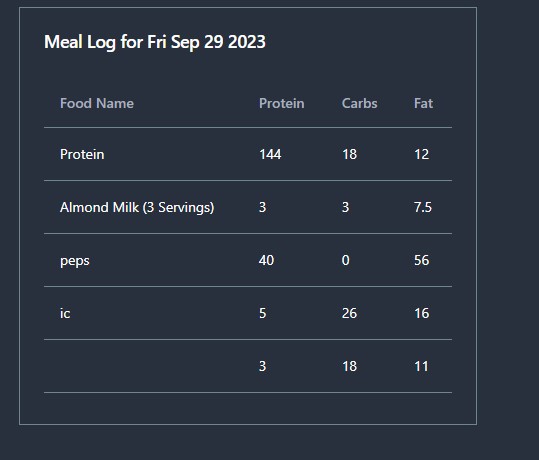 Meal Log for Fri Sep 29 2023
Food Name Protein Carbs Fat
Protein 144 18 12
Almond Milk (3 Servings) 3 3 7.5
peps 40 0 56
ic 5 26 16
3 18 11